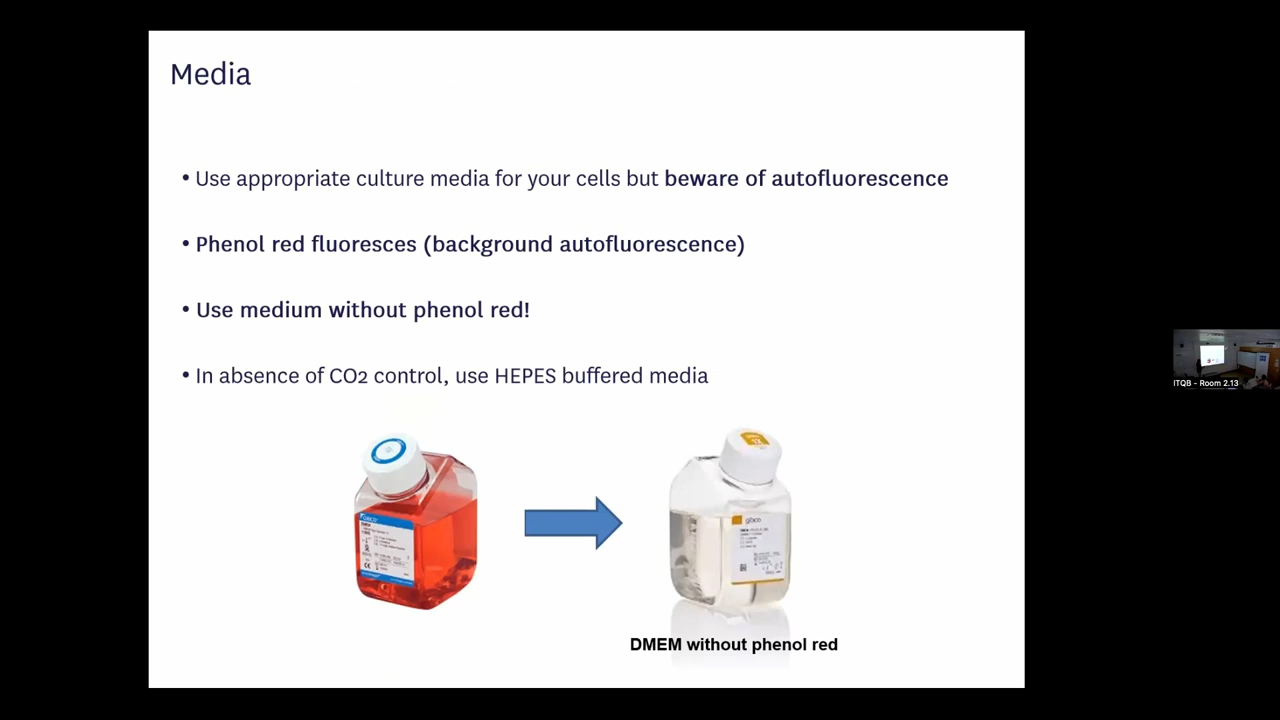 Media
• Use appropriate culture media for your cells but beware of autofluorescence
• Phenol red fluoresces (background autofluorescence)
• Use medium without phenol red!
• In absence of CO2 control, use HEPES buffered media
GIBCO
gibco
DMEM without phenol red
ITQB - Room 2.13